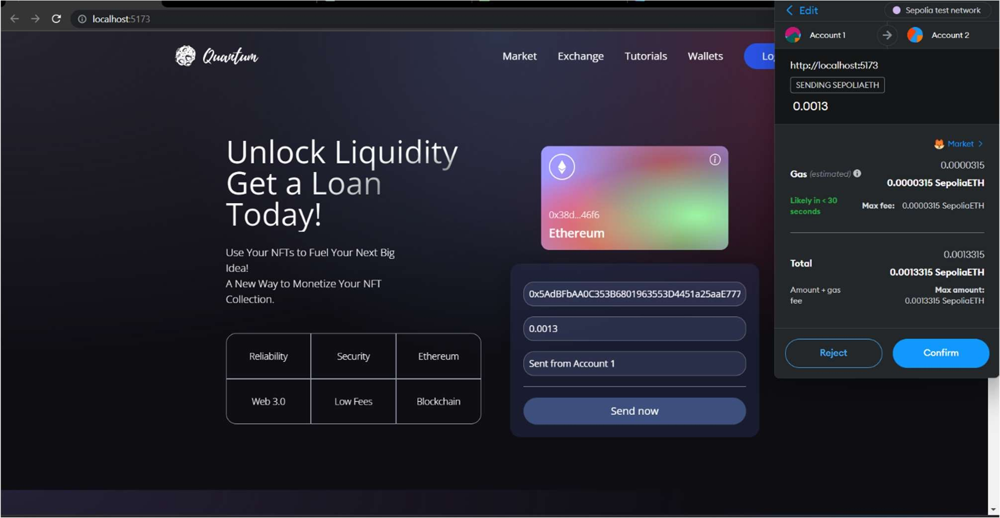 localhost:5173
Quantum
Market
Exchange
Tutorials
Wallets
Unlock Liquidity
Get a Loan
Today!
Use Your NFTs to Fuel Your Next Big
Idea!
A New Way to Monetize Your NFT
Collection.
Reliability
Security
Ethereum
Web 3.0
Low Fees
Blockchain
0x38d...46f6
Ethereum
0x5AdBFbAA0C353B6801963553D4451a25aaE777
0.0013
Sent from Account 1
Send now
Edit
Sepolia test network
Account 1
Account 2
http://localhost:5173
SENDING SEPOLIAETH
0.0013
Market
Gas (estimated)
0.0000315
0.0000315 SepoliaETH
Likely in < 30
seconds
Max fee: 0.0000315 SepoliaETH
Total
0.0013315
0.0013315 SepoliaETH
Amount + gas
fee
Max amount:
0.0013315 SepoliaETH
Reject
Confirm